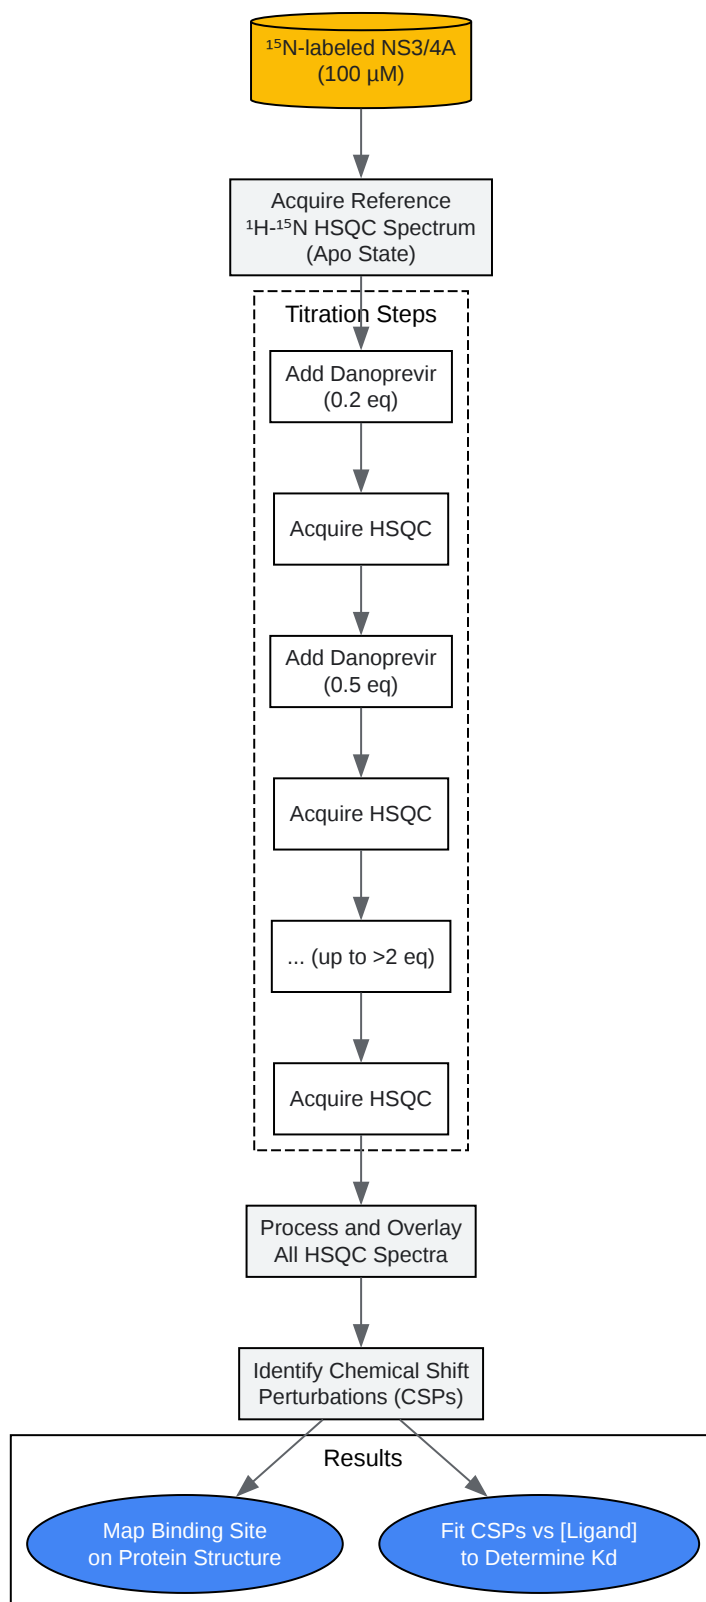 ¹⁵N-labeled NS3/4A
(100 µM)
Acquire Reference
¹H-¹⁵N HSQC Spectrum
(Apo State)
Titration Steps
Add Danoprevir
(0.2 eq)
Acquire HSQC
Add Danoprevir
(0.5 eq)
Acquire HSQC
... (up to >2 eq)
Acquire HSQC
Process and Overlay
All HSQC Spectra
Identify Chemical Shift
Perturbations (CSPs)
Results
Map Binding Site
on Protein Structure
Fit CSPs vs [Ligand]
to Determine Kd